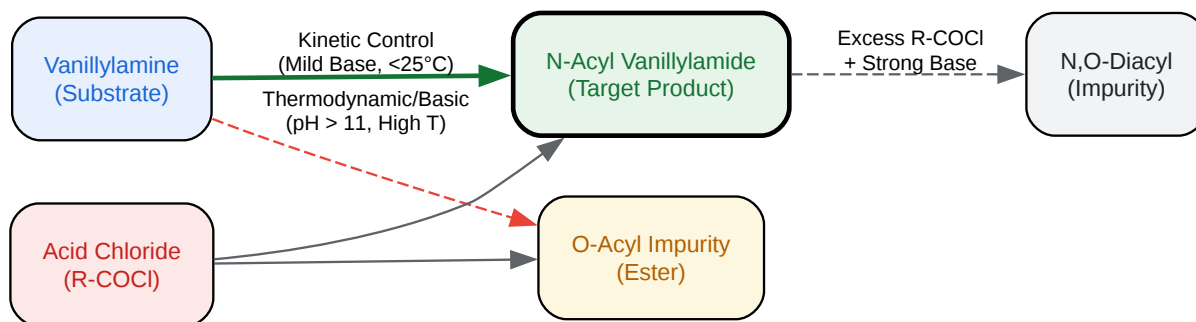 Vanillylamine
(Substrate)
Kinetic Control
(Mild Base, <25°C)
Thermodynamic/Basic
(pH > 11, High T)
N-Acyl Vanillylamide
(Target Product)
Excess R-COCl
+ Strong Base
N,O-Diacyl
(Impurity)
Acid Chloride
(R-COCl)
O-Acyl Impurity
(Ester)